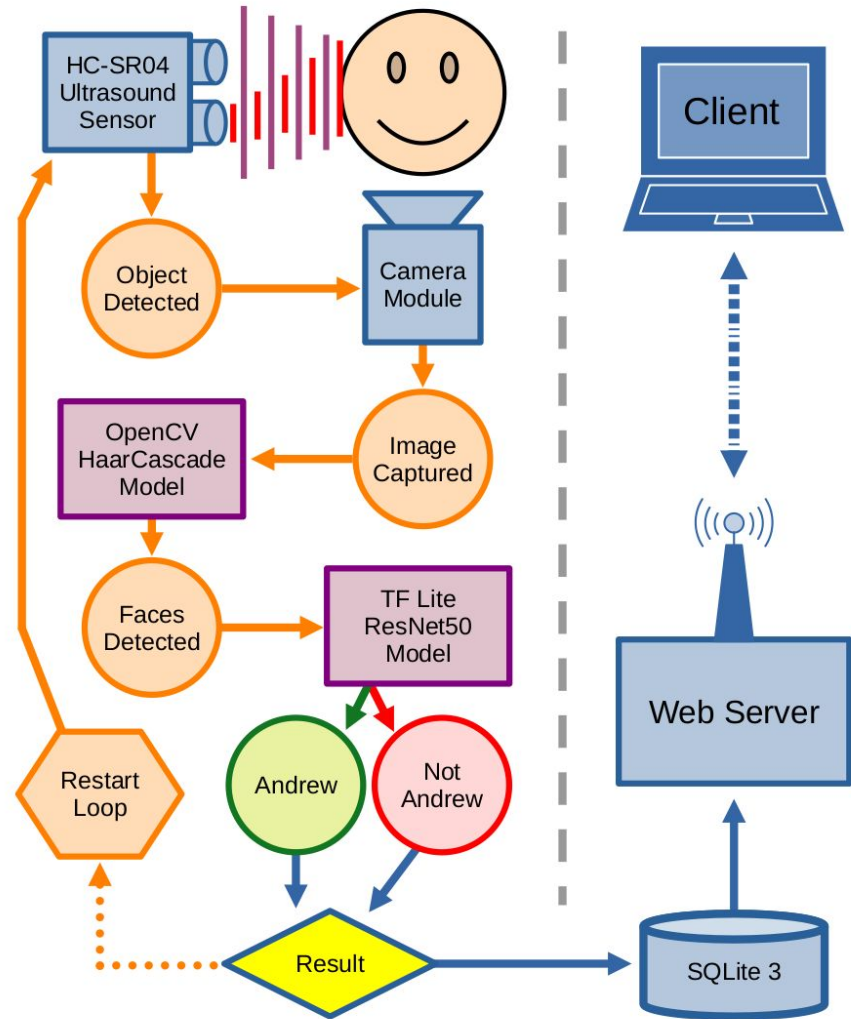 HC-SR04
Ultrasound
Sensor
Client
Object
Detected
Camera
Module
OpenCV
HaarCascade
Model
Image
Captured
Faces
Detected
TF Lite
ResNet50
Model
Web Server
Restart
Loop
Andrew
Not
Andrew
Result
SQLite 3